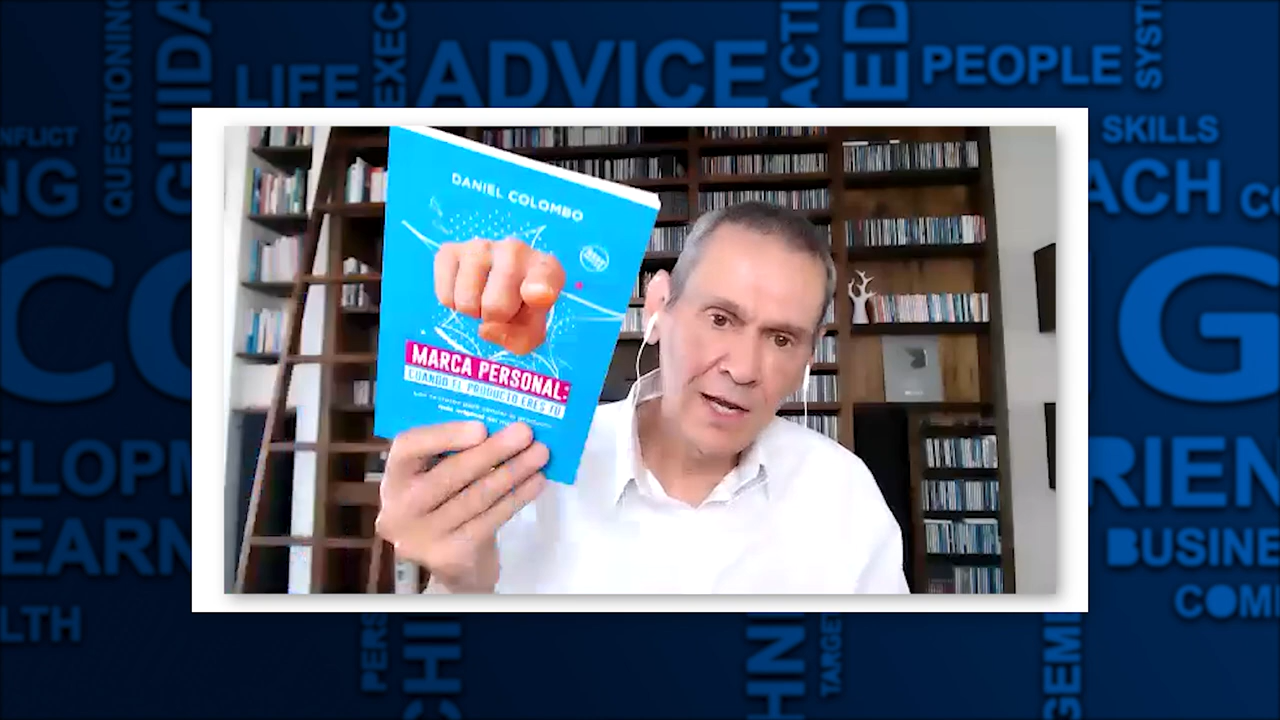 QUESTIONING
GUIDA
LIFE
EXEC
ADVICE
ACTI
ED
PEOPLE
SYST
NFLICT
SKILLS
NG
ACH
CO
DANIEL COLOMBO
CO
G
MARCA PERSONAL:
CUANDO EL PRODUCTO ERES TÚ
ELOPM
RIEN
EARN
BUSINE
COM
LTH
PERS
CHI
HNI
TARGET
GEMI